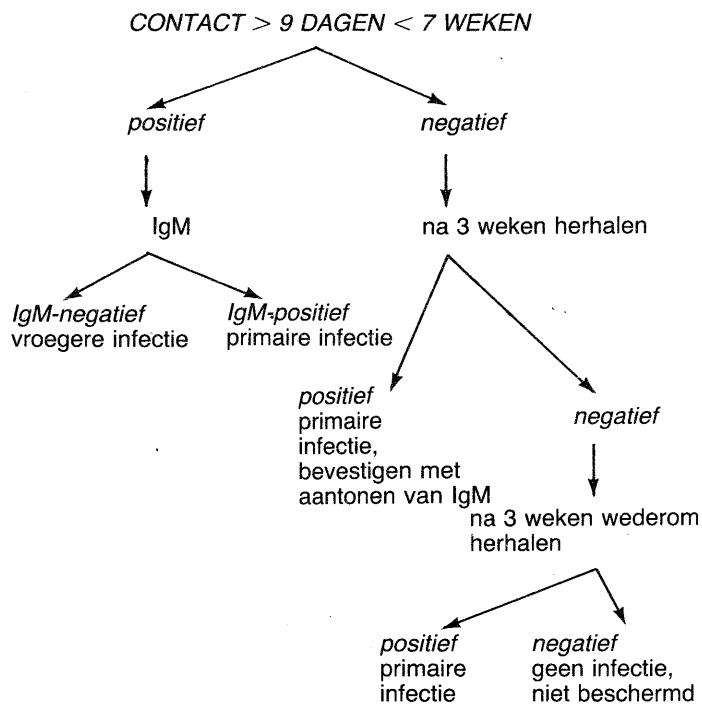 CONTACT > 9 DAGEN < 7 WEKEN
positief
negatief
IgM
na 3 weken herhalen
IgM-negatief
vroegere infectie
IgM-positief
primaire infectie
positief
primaire
infectie,
bevestigen met
aantonen van IgM
negatief
na 3 weken wederom
herhalen
positief
primaire
infectie
negatief
geen infectie,
niet beschermd